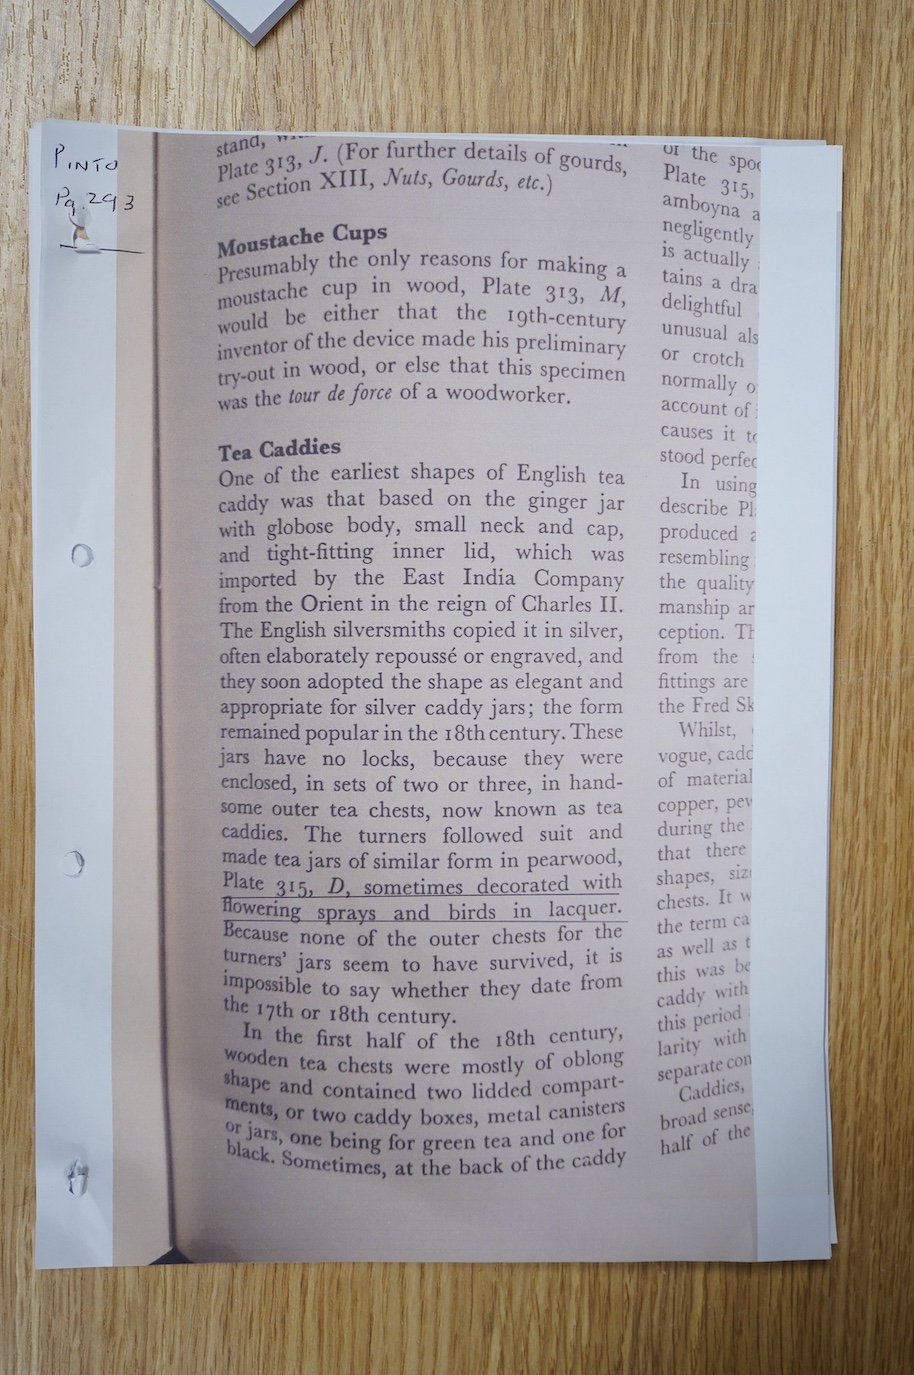 PINTO
Pg. 293
stand,
Plate 313, J. (For further details of gourds,
see Section XIII, Nuts, Gourds, etc.)
Moustache Cups
Presumably the only reasons for making a
moustache cup in wood, Plate 313, M,
would be either that the 19th-century
inventor of the device made his preliminary
try-out in wood, or else that this specimen
was the tour de force of a woodworker.
Tea Caddies
One of the earliest shapes of English tea
caddy was that based on the ginger jar
with globose body, small neck and cap,
and tight-fitting inner lid, which was
imported by the East India Company
from the Orient in the reign of Charles II.
The English silversmiths copied it in silver,
often elaborately repoussé or engraved, and
they soon adopted the shape as elegant and
appropriate for silver caddy jars; the form
remained popular in the 18th century. These
jars have no locks, because they were
enclosed, in sets of two or three, in hand-
some outer tea chests, now known as tea
caddies. The turners followed suit and
made tea jars of similar form in pearwood,
Plate 315, D, sometimes decorated with
flowering sprays and birds in lacquer.
Because none of the outer chests for the
turners' jars seem to have survived, it is
impossible to say whether they date from
the 17th or 18th century.
In the first half of the 18th century,
wooden tea chests were mostly of oblong
shape and contained two lidded compart-
ments, or two caddy boxes, metal canisters
or jars, one being for green tea and one for
black. Sometimes, at the back of the caddy
of the spoo
Plate 315,
amboyna a
negligently
is actually
tains a dra
delightful
unusual als
or crotch
normally o
account of
causes it to
stood perfec
In using
describe Pl
produced a
resembling
the quality
manship an
ception. Th
from the
fittings are
the Fred Sk
Whilst,
vogue, cadd
of material
copper, pew
during the
that there
shapes, siz
chests. It w
the term ca
as well as t
this was be
caddy with
this period
larity with
separate con
Caddies,
broad sense,
half of the